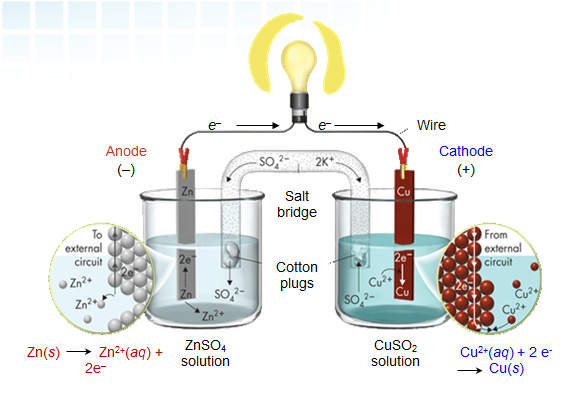 e-
e-
Wire
Anode
(–)
Cathode
(+)
SO₄²⁻
2K⁺
Zn
Cu
Salt
bridge
To
external
circuit
2e⁻
Zn²⁺
Zn²⁺
2e⁻
Zn
Zn²⁺
SO₄²⁻
Cotton
plugs
SO₄²⁻
Cu²⁺
2e⁻
Cu
From
external
circuit
2e⁻
Cu²⁺
Cu²⁺
Zn(s) ⟶ Zn²⁺(aq) +
2e–
ZnSO₄
solution
CuSO₂
solution
Cu²⁺(aq) + 2 e-
⟶ Cu(s)